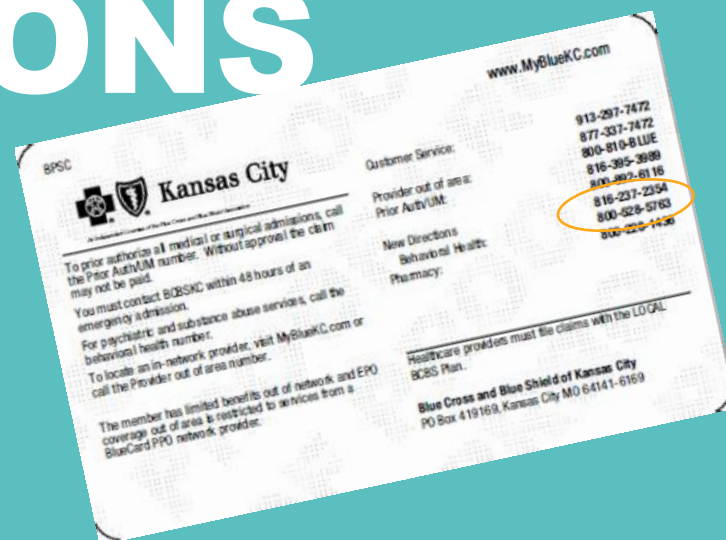 ONS
www.MyBlueKC.com
BPSC
Kansas City
To prior authorize all medical or surgical admissions, call
the Prior Auth/UM number. Without approval the claim
may not be paid.
You must contact BCBSKC within 48 hours of an
emergency admission.
For psychiatric and substance abuse services, call the
behavioral health number.
To locate an in-network provider, visit MyBlueKC.com or
call the Provider out of area number.
The member has limited benefits out of network and EPO
coverage out of area is restricted to services from a
BlueCard PPO network provider.
Customer Service:
Provider out of area:
Prior Auth/UM:
New Directions
Behavioral Health:
Pharmacy:
913-297-7472
877-337-7472
800-810-BLUE
816-395-3989
800-892-6116
816-237-2354
800-528-5763
Healthcare providers must file claims with the LOCAL
BCBS Plan.
Blue Cross and Blue Shield of Kansas City
PO Box 419169, Kansas City MO 64141-6169